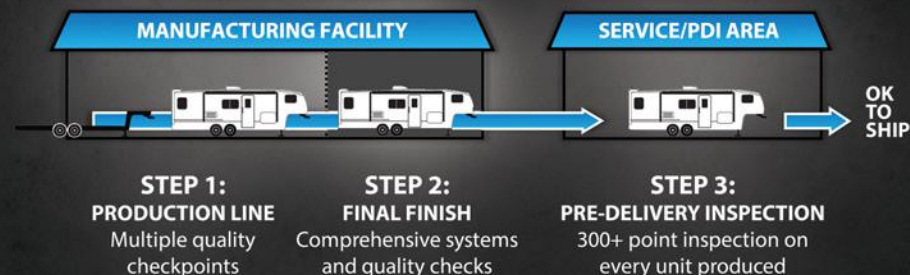 MANUFACTURING FACILITY
SERVICE/PDI AREA
OK
TO
SHIP
STEP 1:
PRODUCTION LINE
Multiple quality
checkpoints
STEP 2:
FINAL FINISH
Comprehensive systems
and quality checks
STEP 3:
PRE-DELIVERY INSPECTION
300+ point inspection on
every unit produced